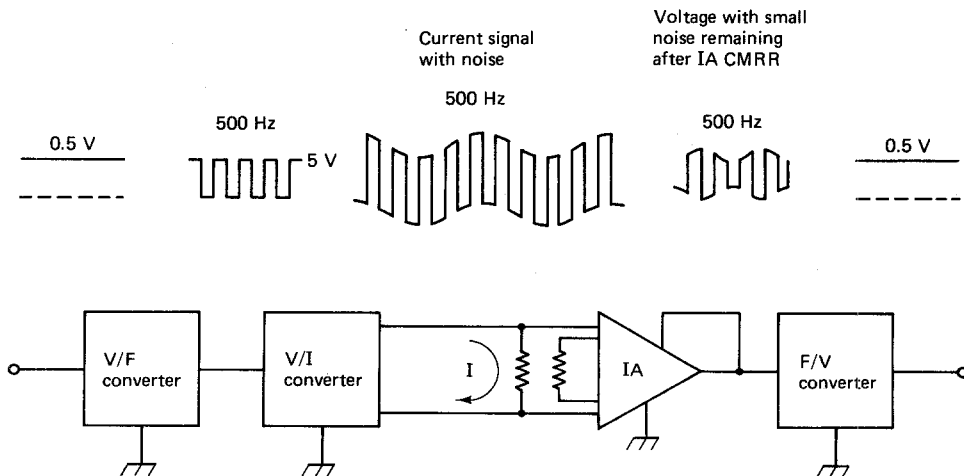 Current signal
with noise
Voltage with small
noise remaining
after IA CMRR
0.5 V
500 Hz
5 V
500 Hz
500 Hz
0.5 V
V/F
converter
V/I
converter
I
IA
F/V
converter